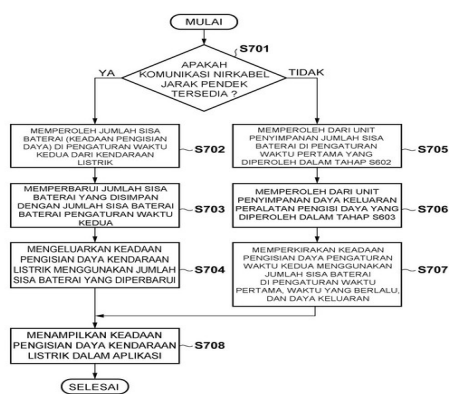 MULAI
S701
APAKAH
KOMUNIKASI NIRKABEL
JARAK PENDEK
TERSEDIA ?
YA
TIDAK
MEMPEROLEH JUMLAH SISA
BATERAI (KEADAAN PENGISIAN
DAYA) DI PENGATURAN WAKTU
KEDUA DARI KENDARAAN
LISTRIK
S702
MEMPERBARUI JUMLAH SISA
BATERAI YANG DISIMPAN
DENGAN JUMLAH SISA BATERAI
BATERAI PENGATURAN WAKTU
KEDUA
S703
MENGELUARKAN KEADAAN
PENGISIAN DAYA KENDARAAN
LISTRIK MENGGUNAKAN JUMLAH
SISA BATERAI YANG DIPERBARUI
S704
MEMPEROLEH DARI UNIT
PENYIMPANAN JUMLAH SISA
BATERAI DI PENGATURAN
WAKTU PERTAMA YANG
DIPEROLEH DALAM TAHAP S602
S705
MEMPEROLEH DARI UNIT
PENYIMPANAN DAYA KELUARAN
PERALATAN PENGISI DAYA YANG
DIPEROLEH DALAM TAHAP S603
S706
MEMPERKIRAKAN KEADAAN
PENGISIAN DAYA PENGATURAN
WAKTU KEDUA MENGGUNAKAN
JUMLAH SISA BATERAI
DI PENGATURAN WAKTU
PERTAMA, WAKTU YANG BERLALU,
DAN DAYA KELUARAN
S707
MENAMPILKAN KEADAAN
PENGISIAN DAYA KENDARAAN
LISTRIK DALAM APLIKASI
S708
SELESAI